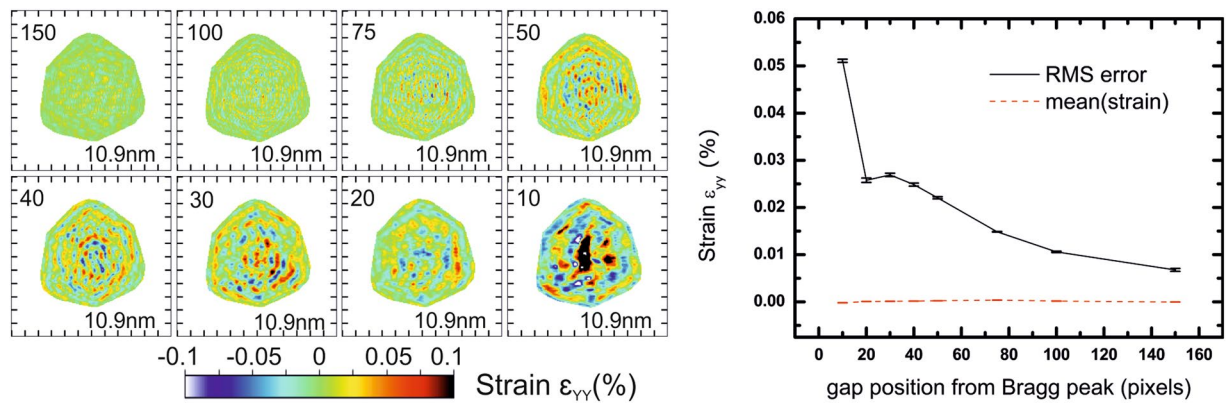 150 100 75 50
10.9nm 10.9nm 10.9nm 10.9nm
40 30 20 10
10.9nm 10.9nm 10.9nm 10.9nm
-0.1 -0.05 0 0.05 0.1
Strain εYY(%)
0.06
0.05
0.04
0.03
0.02
0.01
0.00
Strain εyy (%)
RMS error
mean(strain)
0 20 40 60 80 100 120 140 160
gap position from Bragg peak (pixels)